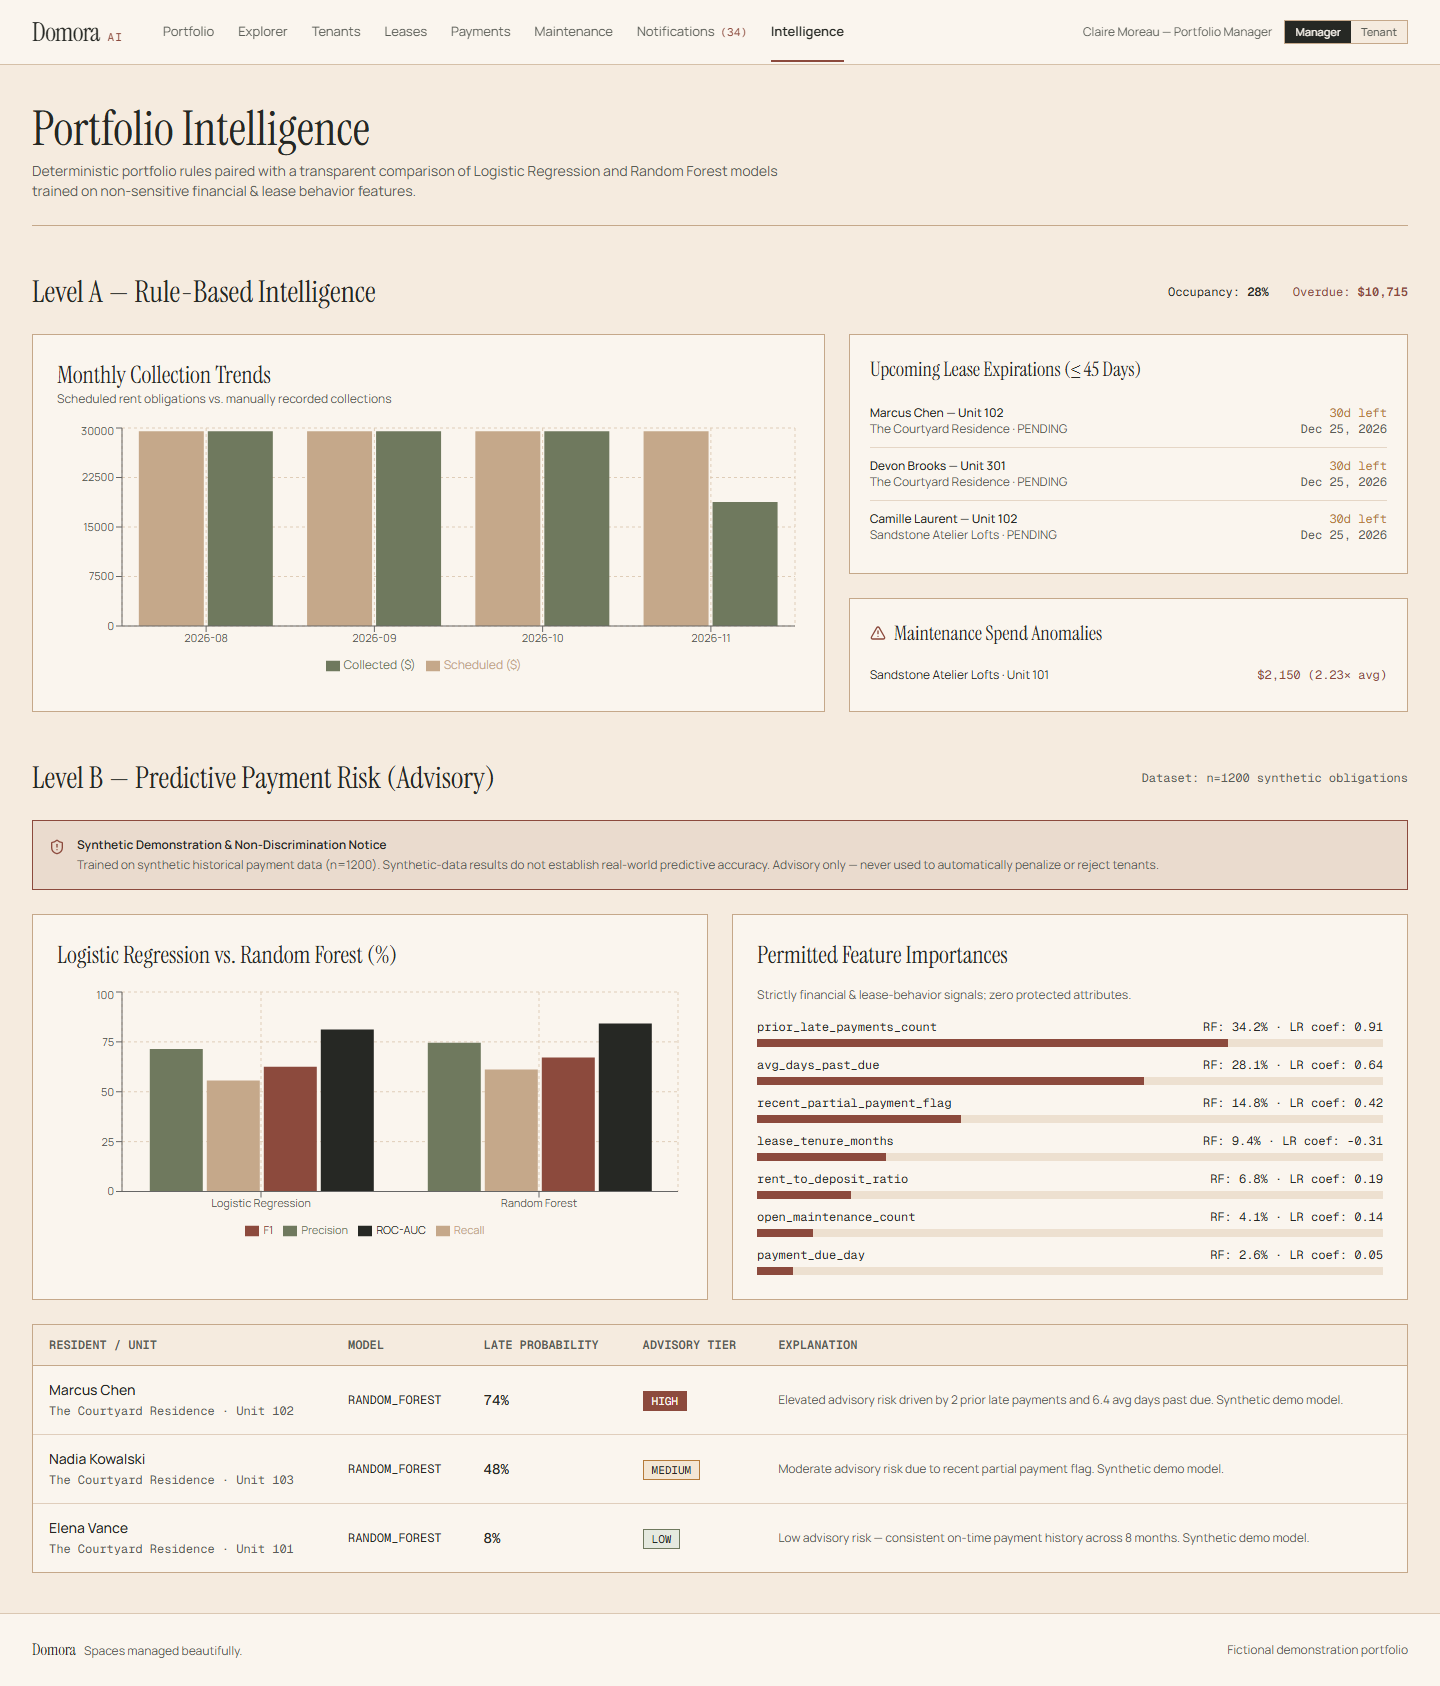 Domora AI
Portfolio
Explorer
Tenants
Leases
Payments
Maintenance
Notifications (34)
Intelligence
Claire Moreau — Portfolio Manager
Manager
Tenant
Portfolio Intelligence
Deterministic portfolio rules paired with a transparent comparison of Logistic Regression and Random Forest models
trained on non-sensitive financial & lease behavior features.
Level A — Rule-Based Intelligence
Occupancy: 28%
Overdue: $10,715
Monthly Collection Trends
Scheduled rent obligations vs. manually recorded collections
30000
22500
15000
7500
0
2026-08
2026-09
2026-10
2026-11
Collected ($)
Scheduled ($)
Upcoming Lease Expirations (≤ 45 Days)
Marcus Chen — Unit 102
30d left
The Courtyard Residence · PENDING
Dec 25, 2026
Devon Brooks — Unit 301
30d left
The Courtyard Residence · PENDING
Dec 25, 2026
Camille Laurent — Unit 102
30d left
Sandstone Atelier Lofts · PENDING
Dec 25, 2026
Maintenance Spend Anomalies
Sandstone Atelier Lofts · Unit 101
$2,150 (2.23× avg)
Level B — Predictive Payment Risk (Advisory)
Dataset: n=1200 synthetic obligations
Synthetic Demonstration & Non-Discrimination Notice
Trained on synthetic historical payment data (n=1200). Synthetic-data results do not establish real-world predictive accuracy. Advisory only — never used to automatically penalize or reject tenants.
Logistic Regression vs. Random Forest (%)
100
75
50
25
0
Logistic Regression
Random Forest
F1
Precision
ROC-AUC
Recall
Permitted Feature Importances
Strictly financial & lease-behavior signals; zero protected attributes.
prior_late_payments_count
RF: 34.2% · LR coef: 0.91
avg_days_past_due
RF: 28.1% · LR coef: 0.64
recent_partial_payment_flag
RF: 14.8% · LR coef: 0.42
lease_tenure_months
RF: 9.4% · LR coef: -0.31
rent_to_deposit_ratio
RF: 6.8% · LR coef: 0.19
open_maintenance_count
RF: 4.1% · LR coef: 0.14
payment_due_day
RF: 2.6% · LR coef: 0.05
RESIDENT / UNIT
MODEL
LATE PROBABILITY
ADVISORY TIER
EXPLANATION
Marcus Chen
The Courtyard Residence · Unit 102
RANDOM_FOREST
74%
HIGH
Elevated advisory risk driven by 2 prior late payments and 6.4 avg days past due. Synthetic demo model.
Nadia Kowalski
The Courtyard Residence · Unit 103
RANDOM_FOREST
48%
MEDIUM
Moderate advisory risk due to recent partial payment flag. Synthetic demo model.
Elena Vance
The Courtyard Residence · Unit 101
RANDOM_FOREST
8%
LOW
Low advisory risk — consistent on-time payment history across 8 months. Synthetic demo model.
Domora Spaces managed beautifully.
Fictional demonstration portfolio